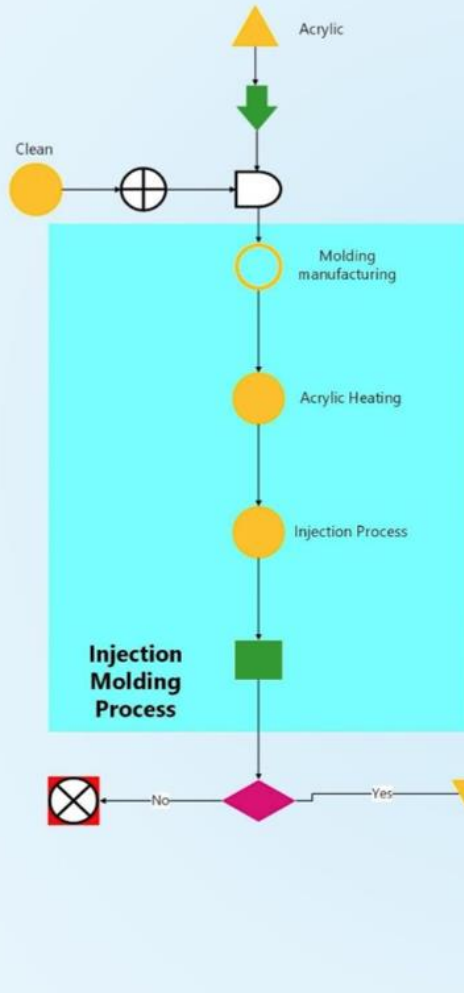 Acrylic
Clean
Molding
manufacturing
Acrylic Heating
Injection Process
Injection
Molding
Process
No
Yes